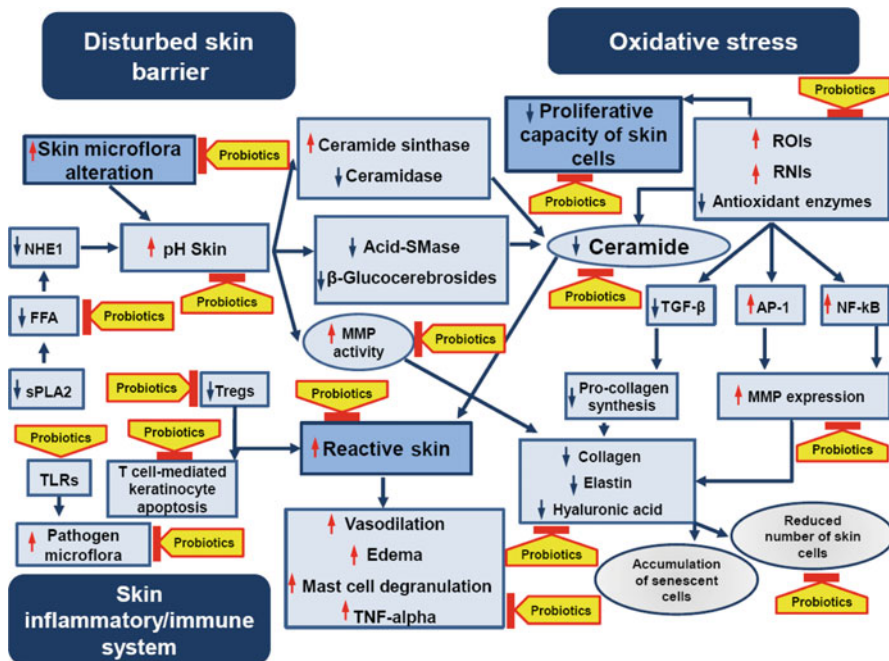 Disturbed skin
barrier
Oxidative stress
Probiotics
Skin microflora
alteration
Probiotics
Ceramide sinthase
Ceramidase
Proliferative
capacity of skin
cells
Probiotics
ROIs
RNIs
Antioxidant enzymes
NHE1
pH Skin
Probiotics
Acid-SMase
β-Glucocerebrosides
Ceramide
Probiotics
FFA
Probiotics
MMP
activity
Probiotics
TGF-β
AP-1
NF-kB
sPLA2
Probiotics
Tregs
Probiotics
Pro-collagen
synthesis
MMP expression
Probiotics
Probiotics
TLRs
Probiotics
T cell-mediated
keratinocyte
apoptosis
Reactive skin
Collagen
Elastin
Hyaluronic acid
Probiotics
Pathogen
microflora
Probiotics
Vasodilation
Edema
Mast cell degranulation
TNF-alpha
Probiotics
Accumulation
of senescent
cells
Reduced
number of skin
cells
Probiotics
Skin
inflammatory/immune
system